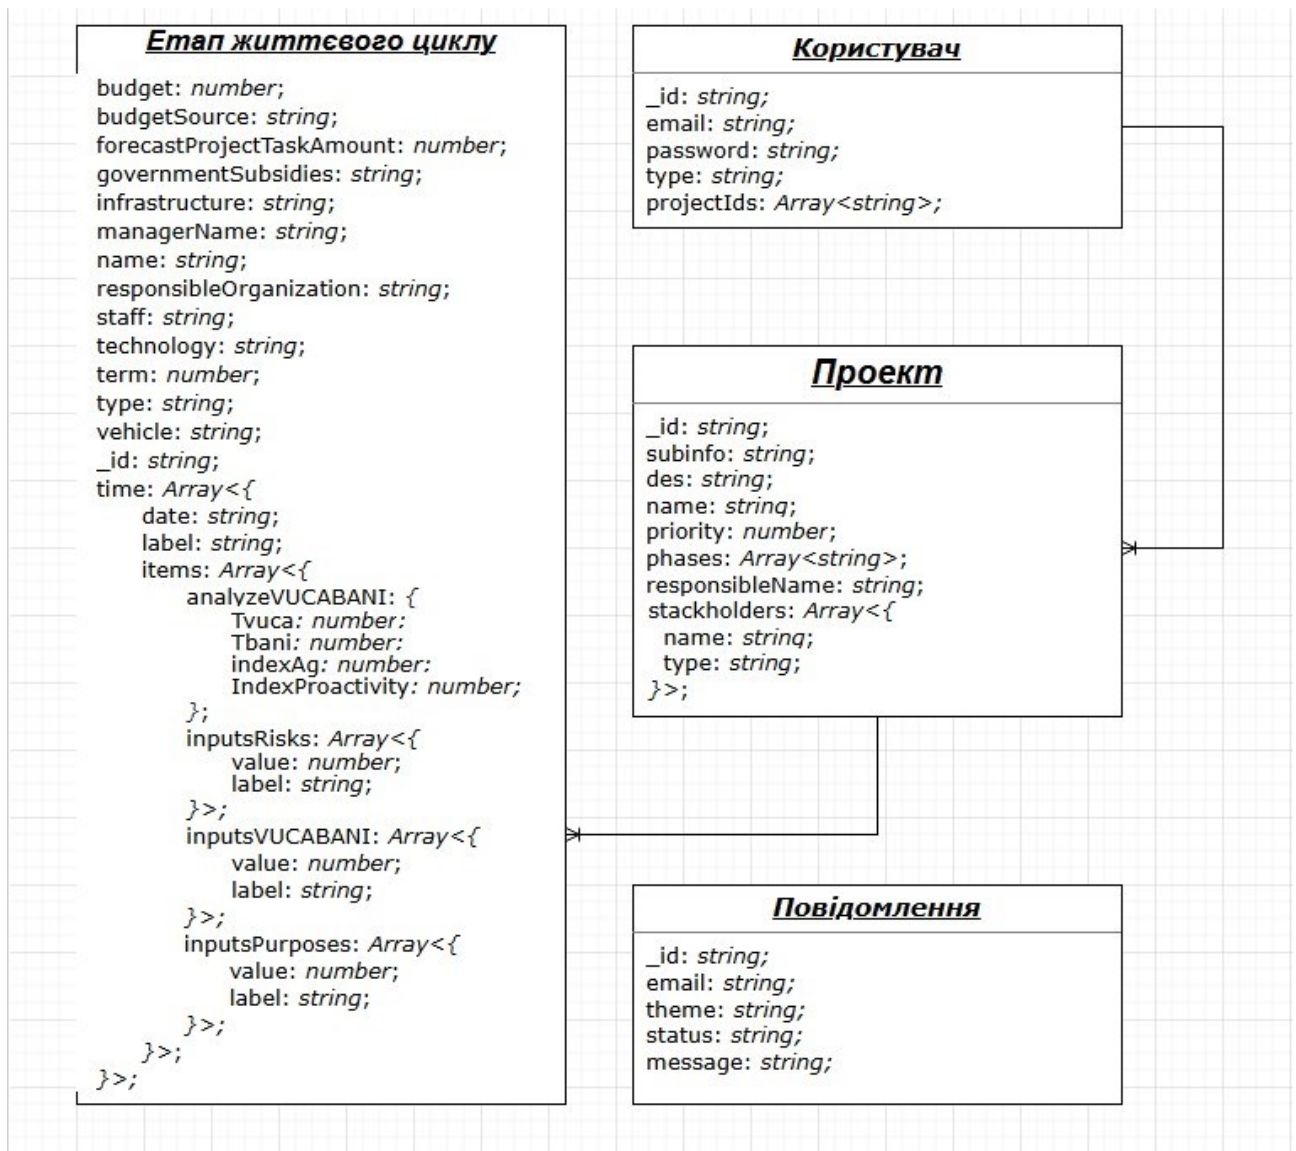 Етап життєвого циклу
budget: number;
budgetSource: string;
forecastProjectTaskAmount: number;
governmentSubsidies: string;
infrastructure: string;
managerName: string;
name: string;
responsibleOrganization: string;
staff: string;
technology: string;
term: number;
type: string;
vehicle: string;
_id: string;
time: Array<{
date: string;
label: string;
items: Array<{
analyzeVUCABANI: {
Tvuca: number;
Tbani: number;
indexAg: number;
IndexProactivity: number;
};
inputsRisks: Array<{
value: number;
label: string;
}>;
inputsVUCABANI: Array<{
value: number;
label: string;
}>;
inputsPurposes: Array<{
value: number;
label: string;
}>;
}>;
}>;
Користувач
_id: string;
email: string;
password: string;
type: string;
projectIds: Array<string>;
Проект
_id: string;
subinfo: string;
des: string;
name: string;
priority: number;
phases: Array<string>;
responsibleName: string;
stackholders: Array<{
name: string;
type: string;
}>;
Повідомлення
_id: string;
email: string;
theme: string;
status: string;
message: string;